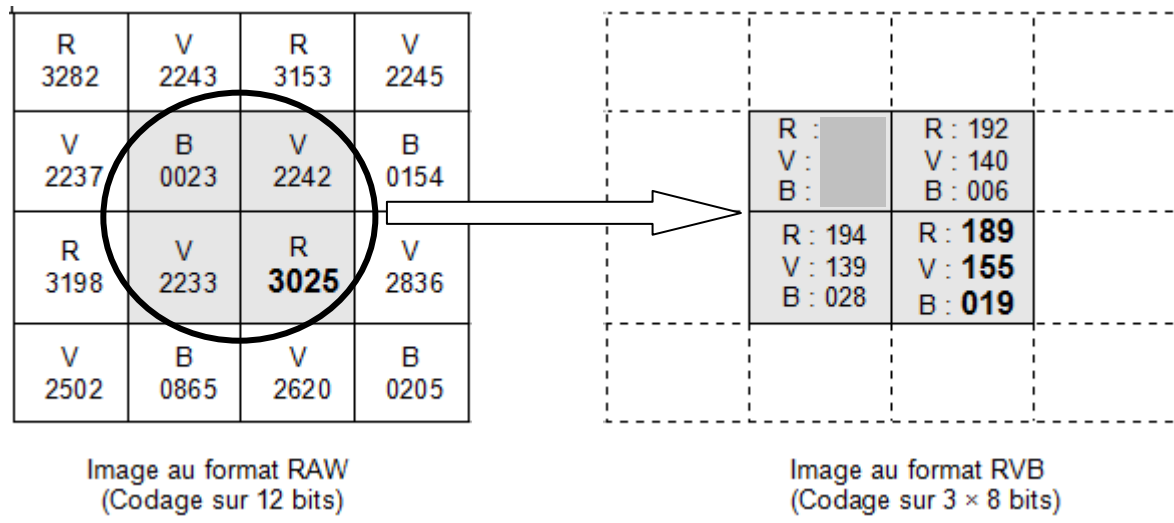 R V R V
3282 2243 3153 2245
V B V B
2237 0023 2242 0154
R V R V
3198 2233 3025 2836
V B V B
2502 0865 2620 0205
Image au format RAW
(Codage sur 12 bits)
R : R : 192
V : V : 140
B : B : 006
R : 194 R : 189
V : 139 V : 155
B : 028 B : 019
Image au format RVB
(Codage sur 3 × 8 bits)